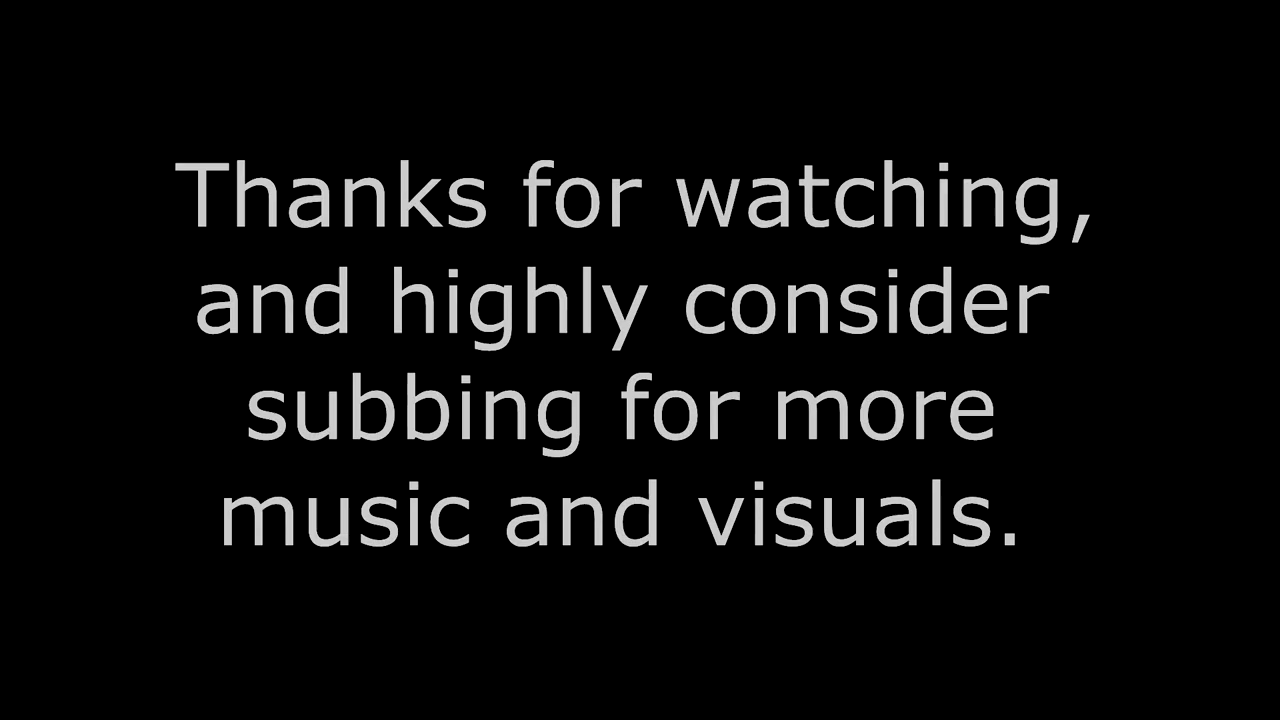 Thanks for watching,
and highly consider
subbing for more
music and visuals.